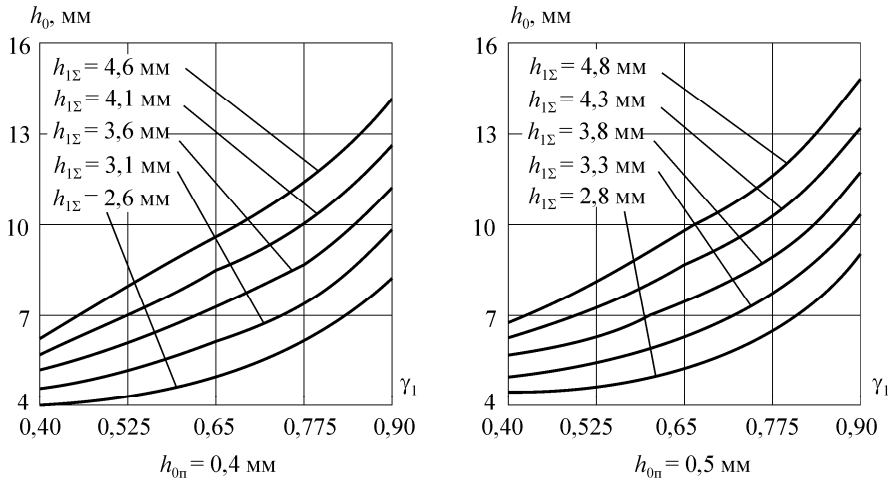 h₀, мм
16
13
10
7
4
h₁Σ = 4,6 мм
h₁Σ = 4,1 мм
h₁Σ = 3,6 мм
h₁Σ = 3,1 мм
h₁Σ – 2,6 мм
γ₁
0,40 0,525 0,65 0,775 0,90
h₀п = 0,4 мм
h₀, мм
16
13
10
7
4
h₁Σ = 4,8 мм
h₁Σ = 4,3 мм
h₁Σ = 3,8 мм
h₁Σ = 3,3 мм
h₁Σ = 2,8 мм
γ₁
0,40 0,525 0,65 0,775 0,90
h₀п = 0,5 мм